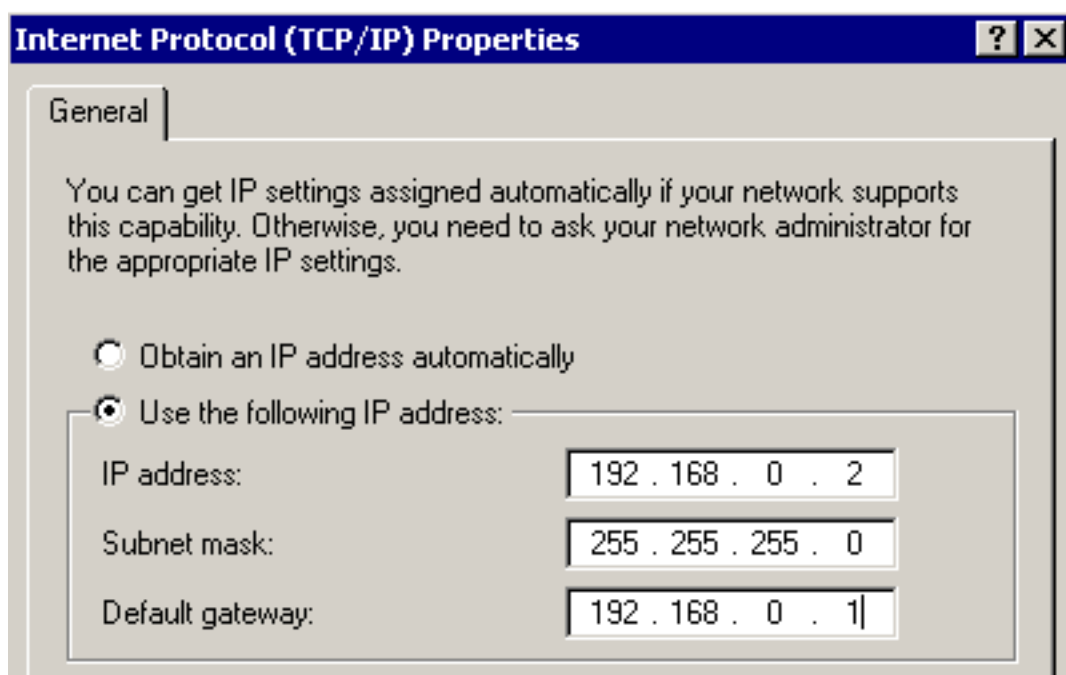 Internet Protocol (TCP/IP) Properties
General
You can get IP settings assigned automatically if your network supports
this capability. Otherwise, you need to ask your network administrator for
the appropriate IP settings.
Obtain an IP address automatically
Use the following IP address:
IP address: 192 . 168 . 0 . 2
Subnet mask: 255 . 255 . 255 . 0
Default gateway: 192 . 168 . 0 . 1